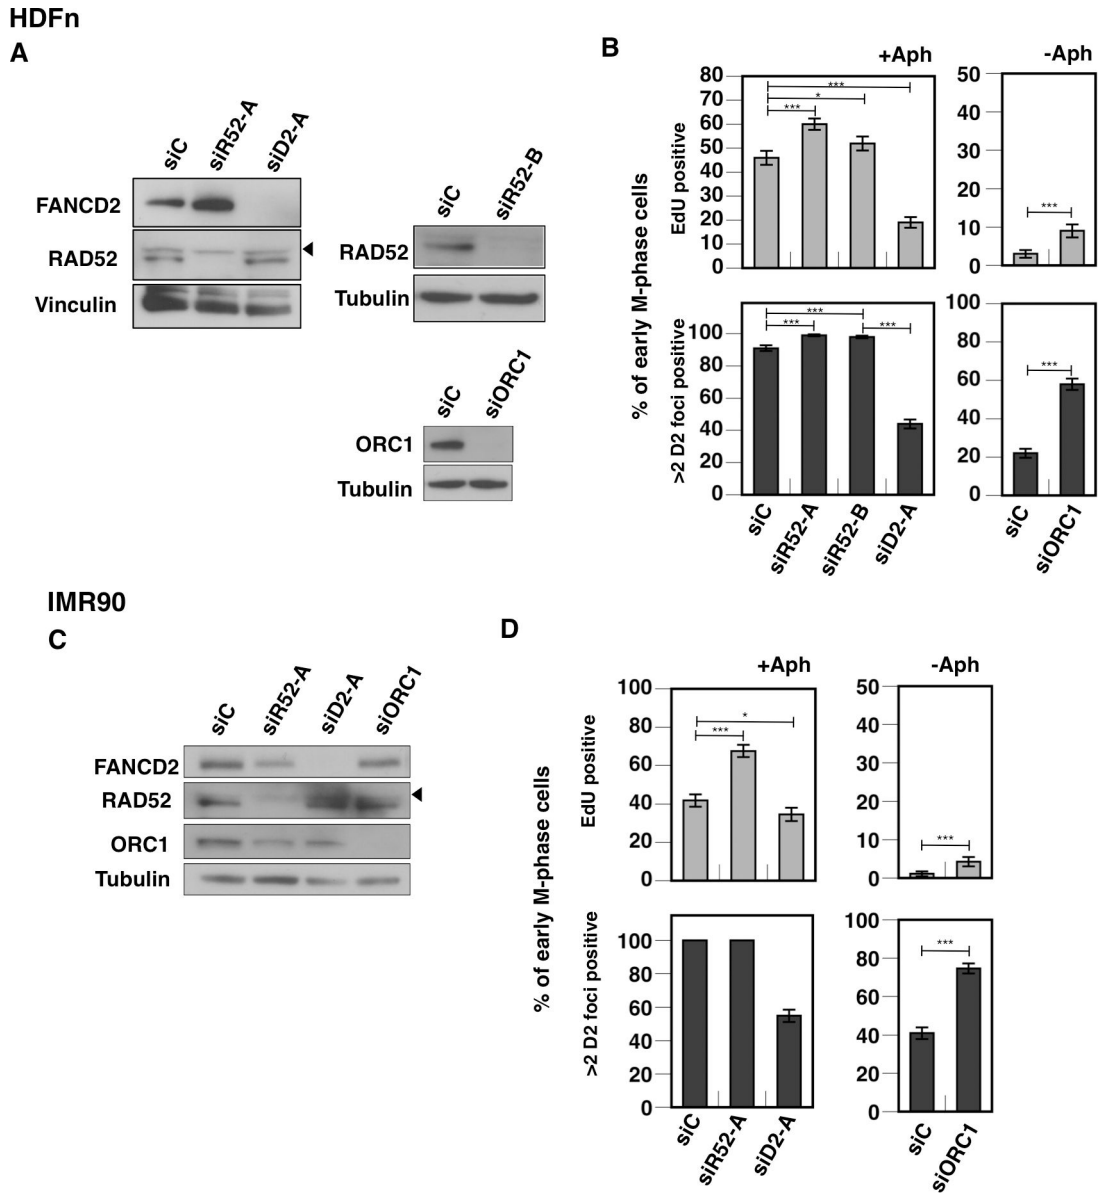 HDFn
A
siC
siR52-A
siD2-A
FANCD2
RAD52
Vinculin
siC
siR52-B
RAD52
Tubulin
siC
siORC1
ORC1
Tubulin
B
+Aph
-Aph
% of early M-phase cells
EdU positive
80
70
60
50
40
30
20
10
0
***
*
***
50
40
30
20
10
0
***
>2 D2 foci positive
100
80
60
40
20
0
***
***
***
100
80
60
40
20
0
***
siC
siR52-A
siR52-B
siD2-A
siC
siORC1
IMR90
C
siC
siR52-A
siD2-A
siORC1
FANCD2
RAD52
ORC1
Tubulin
D
+Aph
-Aph
% of early M-phase cells
EdU positive
100
80
60
40
20
0
*
***
50
40
30
20
10
0
***
>2 D2 foci positive
100
80
60
40
20
0
100
80
60
40
20
0
***
siC
siR52-A
siD2-A
siC
siORC1